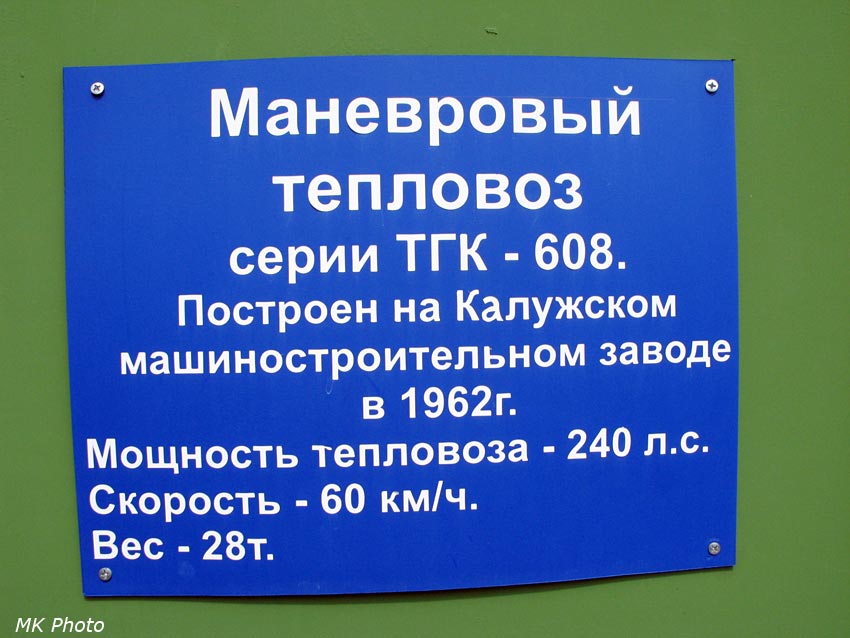 Маневровый
тепловоз
серии ТГК - 608.
Построен на Калужском
машиностроительном заводе
в 1962г.
Мощность тепловоза - 240 л.с.
Скорость - 60 км/ч.
Вес - 28т.
MK Photo